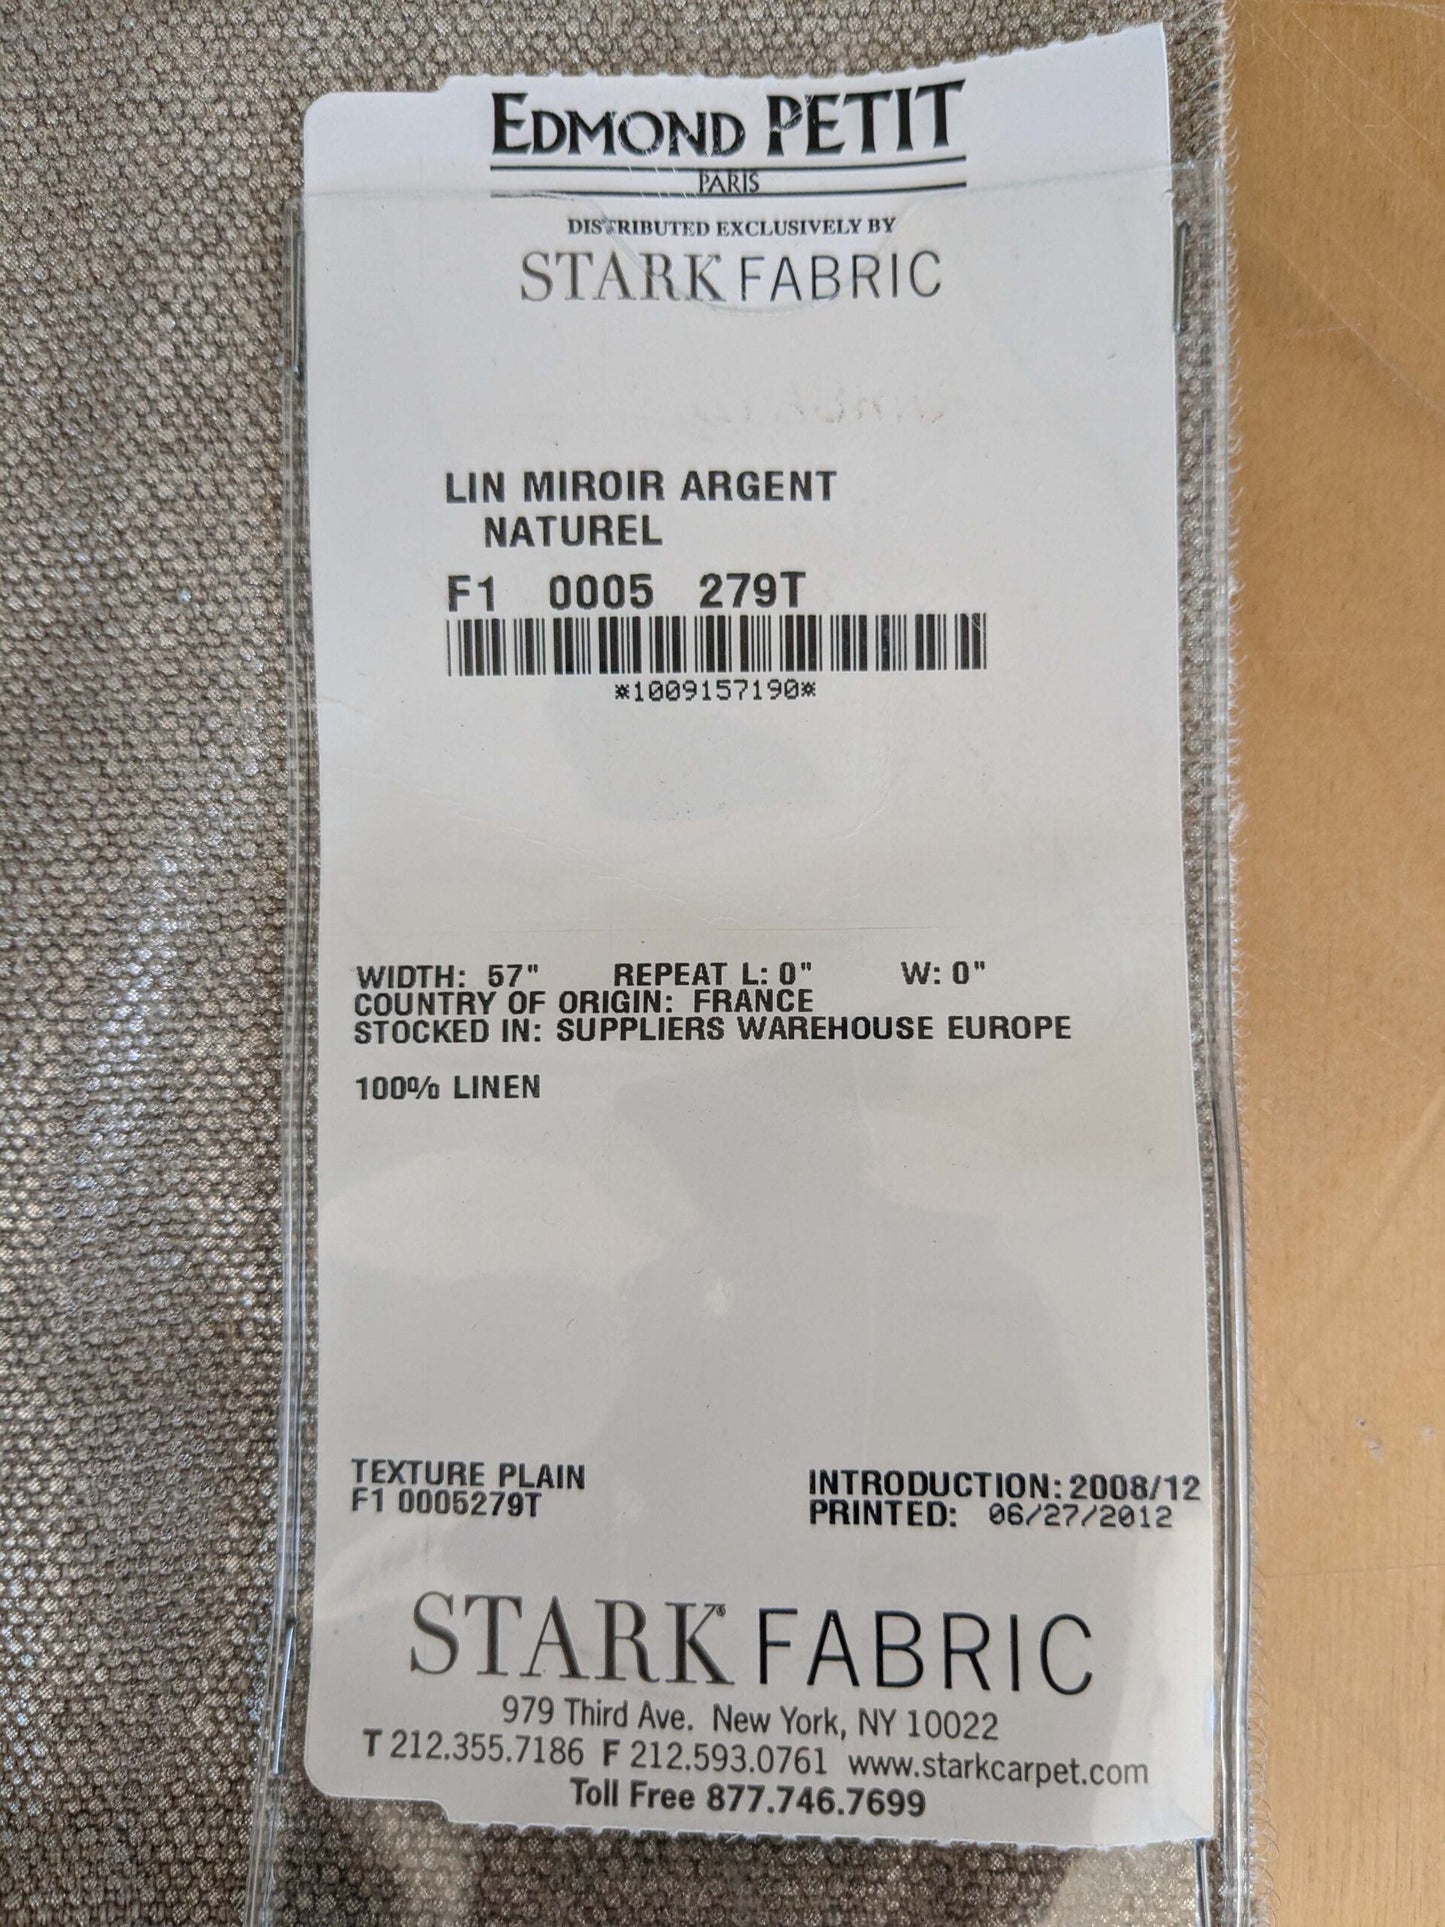 EDMOND PETIT
PARIS
DISTRIBUTED EXCLUSIVELY BY
STARK FABRIC
LIN MIROIR ARGENT
NATUREL
F1 0005 279T
*1009157190*
WIDTH: 57" REPEAT L: 0" W: 0"
COUNTRY OF ORIGIN: FRANCE
STOCKED IN: SUPPLIERS WAREHOUSE EUROPE
100% LINEN
TEXTURE PLAIN INTRODUCTION: 2008/12
F1 0005279T PRINTED: 06/27/2012
STARK® FABRIC
979 Third Ave. New York, NY 10022
T 212.355.7186 F 212.593.0761 www.starkcarpet.com
Toll Free 877.746.7699